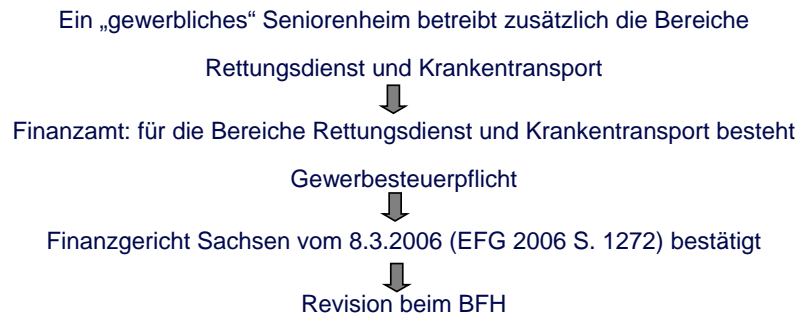 Ein „gewerbliches“ Seniorenheim betreibt zusätzlich die Bereiche
Rettungsdienst und Krankentransport
Finanzamt: für die Bereiche Rettungsdienst und Krankentransport besteht
Gewerbesteuerpflicht
Finanzgericht Sachsen vom 8.3.2006 (EFG 2006 S. 1272) bestätigt
Revision beim BFH